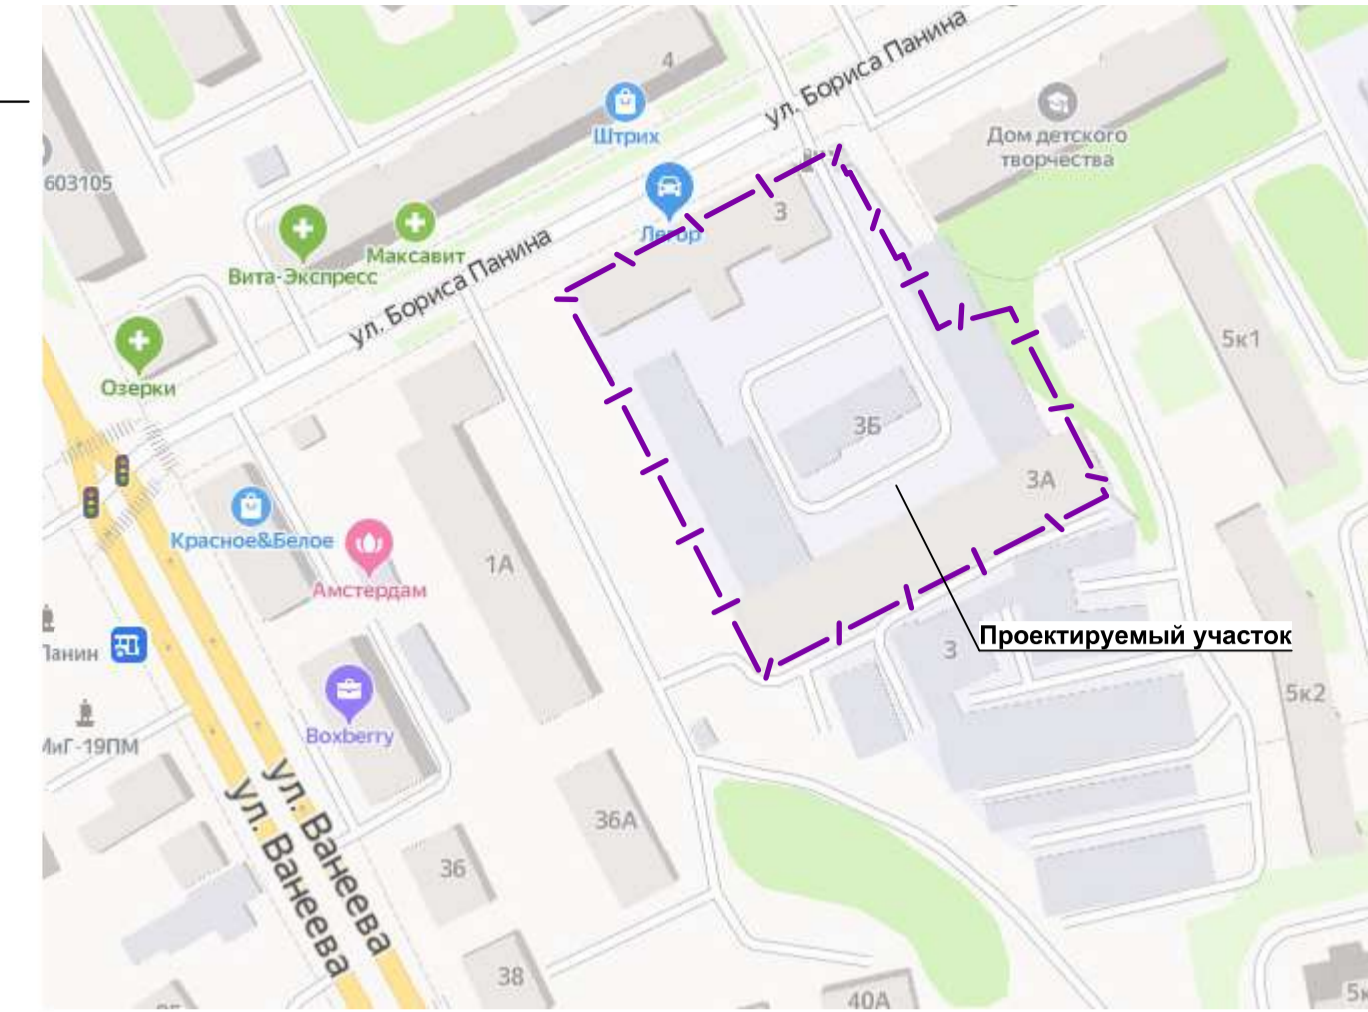 4
ул. Бориса Панина
Штрих
Дом детского
творчества
603105
3
Легор
Максавит
Вита-Экспресс
ул. Бориса Панина
5к1
Озерки
3Б
3А
Красное&Белое
1А
Амстердам
Проектируемый участок
3
Панин
5к2
Boxberry
МиГ-19ПМ
ул. Ванеева
ул. Ванеева
36А
36
38
40А